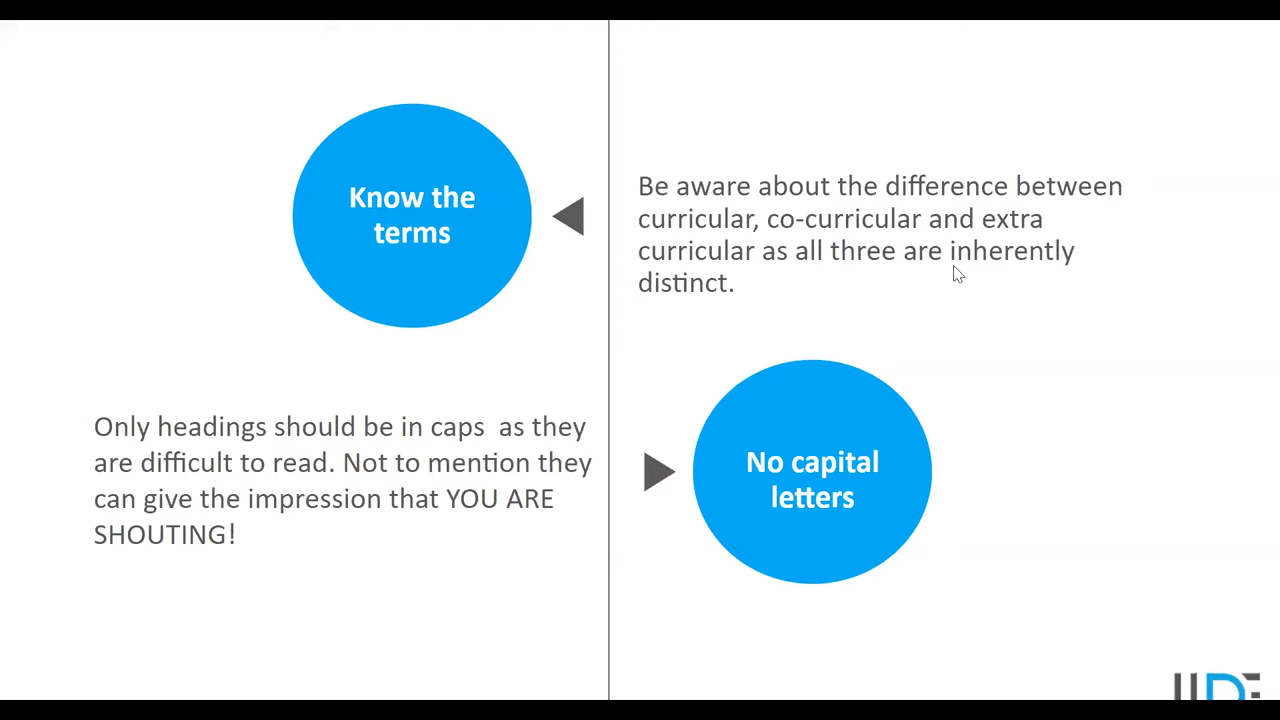 Know the
terms
Be aware about the difference between
curricular, co-curricular and extra
curricular as all three are inherently
distinct.
Only headings should be in caps  as they
are difficult to read. Not to mention they
can give the impression that YOU ARE
SHOUTING!
No capital
letters